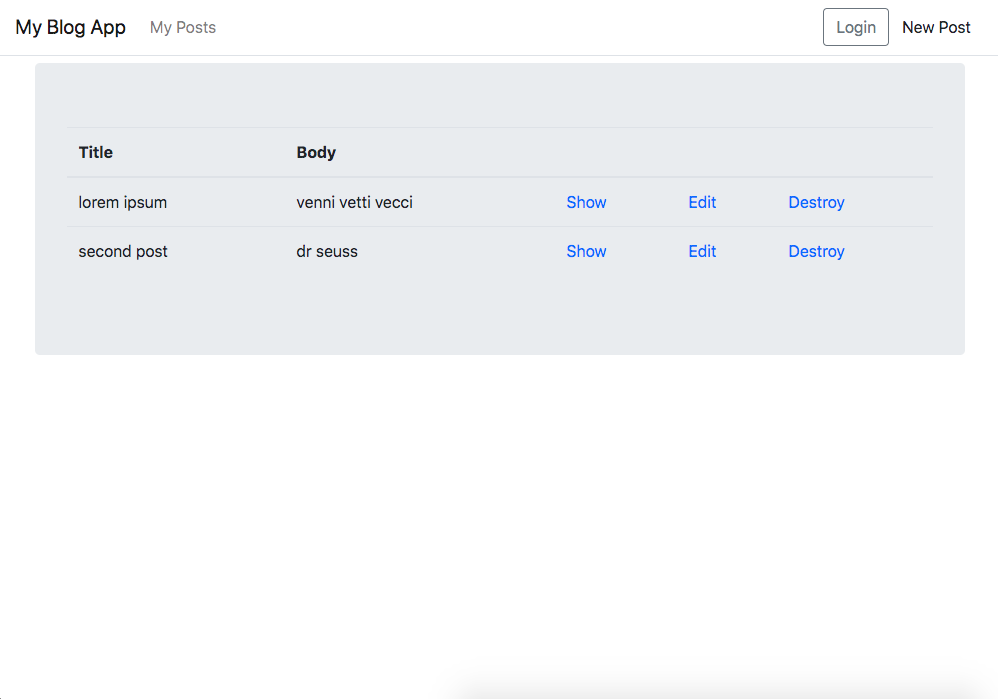 My Blog App My Posts Login New Post
Title Body
lorem ipsum venni vetti vecci Show Edit Destroy
second post dr seuss Show Edit Destroy